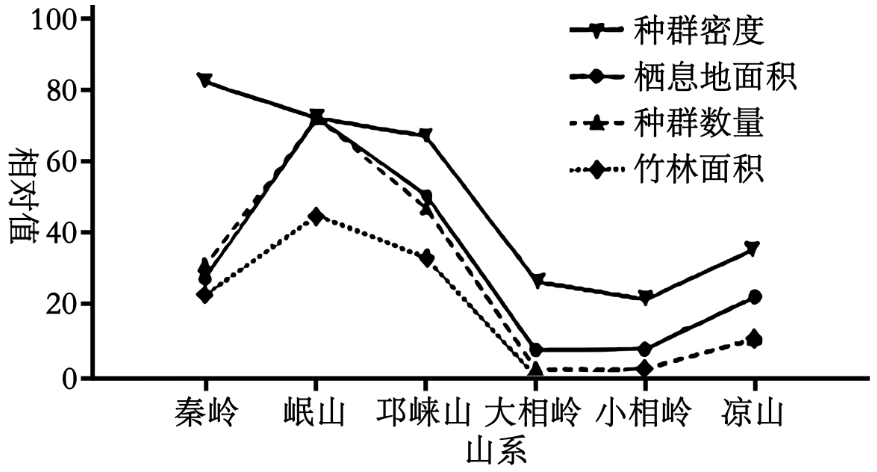 100
80
60
40
20
0
相对值
种群密度
栖息地面积
种群数量
竹林面积
秦岭 岷山 邛崃山 大相岭 小相岭 凉山
山系